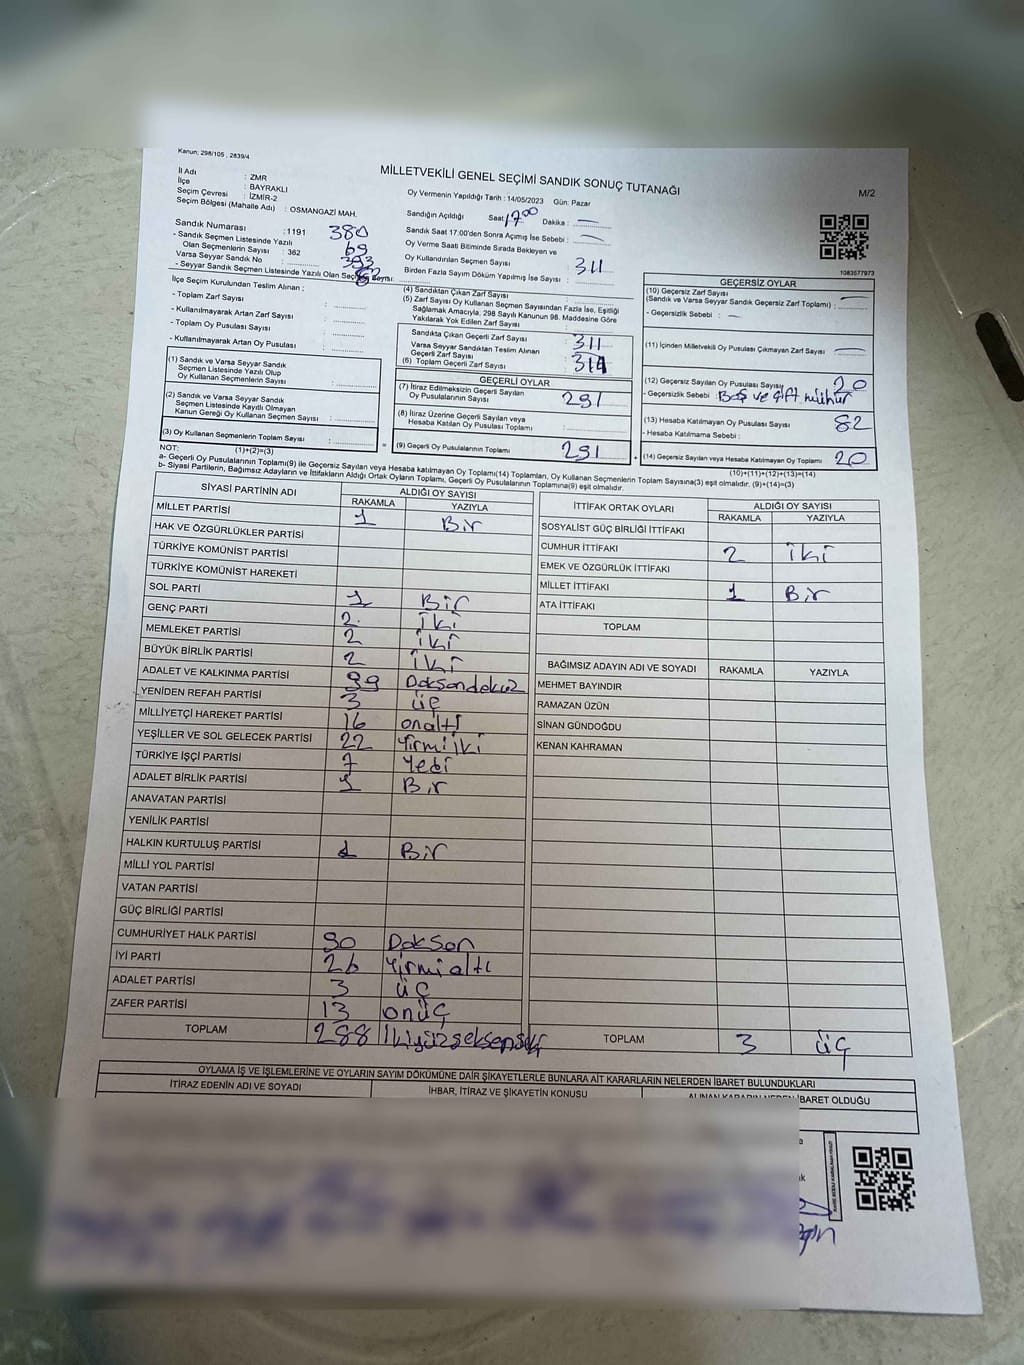 Kanun; 298/105 , 2839/4
MİLLETVEKİLİ GENEL SEÇİMİ SANDIK SONUÇ TUTANAĞI
M/2
İl Adı : ZMR
İlçe : BAYRAKLI
Seçim Çevresi : İZMİR-2
Seçim Bölgesi (Mahalle Adı) : OSMANGAZİ MAH.
Sandık Numarası : 1191 380
- Sandık Seçmen Listesinde Yazılı
Olan Seçmenlerin Sayısı : 382 69
Varsa Seyyar Sandık No : 393
- Seyyar Sandık Seçmen Listesinde Yazılı Olan Seçmen Sayısı:
Oy Vermenin Yapıldığı Tarih : 14/05/2023 Gün: Pazar
Sandığın Açıldığı Saat 17:00 Dakika : —
Sandık Saat 17:00'den Sonra Açımış İse Sebebi : —
Oy Verme Saati Bitiminde Sırada Bekleyen ve
Oy Kullandırılan Seçmen Sayısı : 311
Birden Fazla Sayım Döküm Yapılmış İse Sayısı :
1083577973
İlçe Seçim Kurulundan Teslim Alınan :
- Toplam Zarf Sayısı :
- Kullanılmayarak Artan Zarf Sayısı :
- Toplam Oy Pusulası Sayısı :
- Kullanılmayarak Artan Oy Pusulası :
(1) Sandık ve Varsa Seyyar Sandık
Seçmen Listesinde Yazılı Olup
Oy Kullanan Seçmenlerin Sayısı :
(2) Sandık ve Varsa Seyyar Sandık
Seçmen Listesinde Kayıtlı Olmayan
Kanun Gereği Oy Kullanan Seçmen Sayısı :
(3) Oy Kullanan Seçmenlerin Toplam Sayısı :
(1)+(2)=(3)
(4) Sandıktan Çıkan Zarf Sayısı :
(5) Zarf Sayısı Oy Kullanan Seçmen Sayısından Fazla İse, Eşitliği
Sağlamak Amacıyla, 298 Sayılı Kanunun 98. Maddesine Göre
Yakılarak Yok Edilen Zarf Sayısı :
Sandıkta Çıkan Geçerli Zarf Sayısı : 311
Varsa Seyyar Sandıktan Teslim Alınan
Geçerli Zarf Sayısı :
(6) Toplam Geçerli Zarf Sayısı : 311
GEÇERLİ OYLAR
(7) İtiraz Edilmeksizin Geçerli Sayılan
Oy Pusulalarının Sayısı : 291
(8) İtiraz Üzerine Geçerli Sayılan veya
Hesaba Katılan Oy Pusulası Toplamı :
= (9) Geçerli Oy Pusulalarının Toplamı : 291
GEÇERSİZ OYLAR
(10) Geçersiz Zarf Sayısı
(Sandık ve Varsa Seyyar Sandık Geçersiz Zarf Toplamı) : —
- Geçersizlik Sebebi : —
(11) İçinden Milletvekili Oy Pusulası Çıkmayan Zarf Sayısı : —
(12) Geçersiz Sayılan Oy Pusulası Sayısı : 20
- Geçersizlik Sebebi : Boş ve çift mühür
(13) Hesaba Katılmayan Oy Pusulası Sayısı : 82
- Hesaba Katılmama Sebebi :
+ (14) Geçersiz Sayılan veya Hesaba Katılmayan Oy Toplamı 20
(10)+(11)+(12)+(13)=(14)
NOT:
a- Geçerli Oy Pusulalarının Toplamı(9) ile Geçersiz Sayılan veya Hesaba katılmayan Oy Toplamı(14) Toplamları, Oy Kullanan Seçmenlerin Toplam Sayısına(3) eşit olmalıdır. (9)+(14)=(3)
b- Siyasi Partilerin, Bağımsız Adayların ve İttifakların Aldığı Ortak Oyların Toplamı, Geçerli Oy Pusulalarının Toplamına(9) eşit olmalıdır.
SİYASİ PARTİNİN ADI ALDIĞI OY SAYISI
RAKAMLA YAZIYLA
MİLLET PARTİSİ 1 Bir
HAK VE ÖZGÜRLÜKLER PARTİSİ
TÜRKİYE KOMÜNİST PARTİSİ
TÜRKİYE KOMÜNİST HAREKETİ
SOL PARTİ 1 Bir
GENÇ PARTİ 2 iki
MEMLEKET PARTİSİ 2 iki
BÜYÜK BİRLİK PARTİSİ 2 iki
ADALET VE KALKINMA PARTİSİ 99 Doksandokuz
YENİDEN REFAH PARTİSİ 3 üç
MİLLİYETÇİ HAREKET PARTİSİ 16 onaltı
YEŞİLLER VE SOL GELECEK PARTİSİ 22 Yirmiiki
TÜRKİYE İŞÇİ PARTİSİ 7 Yedi
ADALET BİRLİK PARTİSİ 1 Bir
ANAVATAN PARTİSİ
YENİLİK PARTİSİ
HALKIN KURTULUŞ PARTİSİ 1 Bir
MİLLİ YOL PARTİSİ
VATAN PARTİSİ
GÜÇ BİRLİĞİ PARTİSİ
CUMHURİYET HALK PARTİSİ 90 Doksan
İYİ PARTİ 26 Yirmialtı
ADALET PARTİSİ 3 üç
ZAFER PARTİSİ 13 onüç
TOPLAM 288
İTTİFAK ORTAK OYLARI ALDIĞI OY SAYISI
RAKAMLA YAZIYLA
SOSYALİST GÜÇ BİRLİĞİ İTTİFAKI
CUMHUR İTTİFAKI 2 iki
EMEK VE ÖZGÜRLÜK İTTİFAKI
MİLLET İTTİFAKI 1 Bir
ATA İTTİFAKI
TOPLAM
BAĞIMSIZ ADAYIN ADI VE SOYADI RAKAMLA YAZIYLA
MEHMET BAYINDIR
RAMAZAN ÜZÜN
SİNAN GÜNDOĞDU
KENAN KAHRAMAN
TOPLAM 3 üç
OYLAMA İŞ VE İŞLEMLERİNE VE OYLARIN SAYIM DÖKÜMÜNE DAİR ŞİKAYETLERLE BUNLARA AİT KARARLARIN NELERDEN İBARET BULUNDUKLARI
İTİRAZ EDENİN ADI VE SOYADI İHBAR, İTİRAZ VE ŞİKAYETİN KONUSU ALINAN KARARIN NEDEN İBARET OLDUĞU